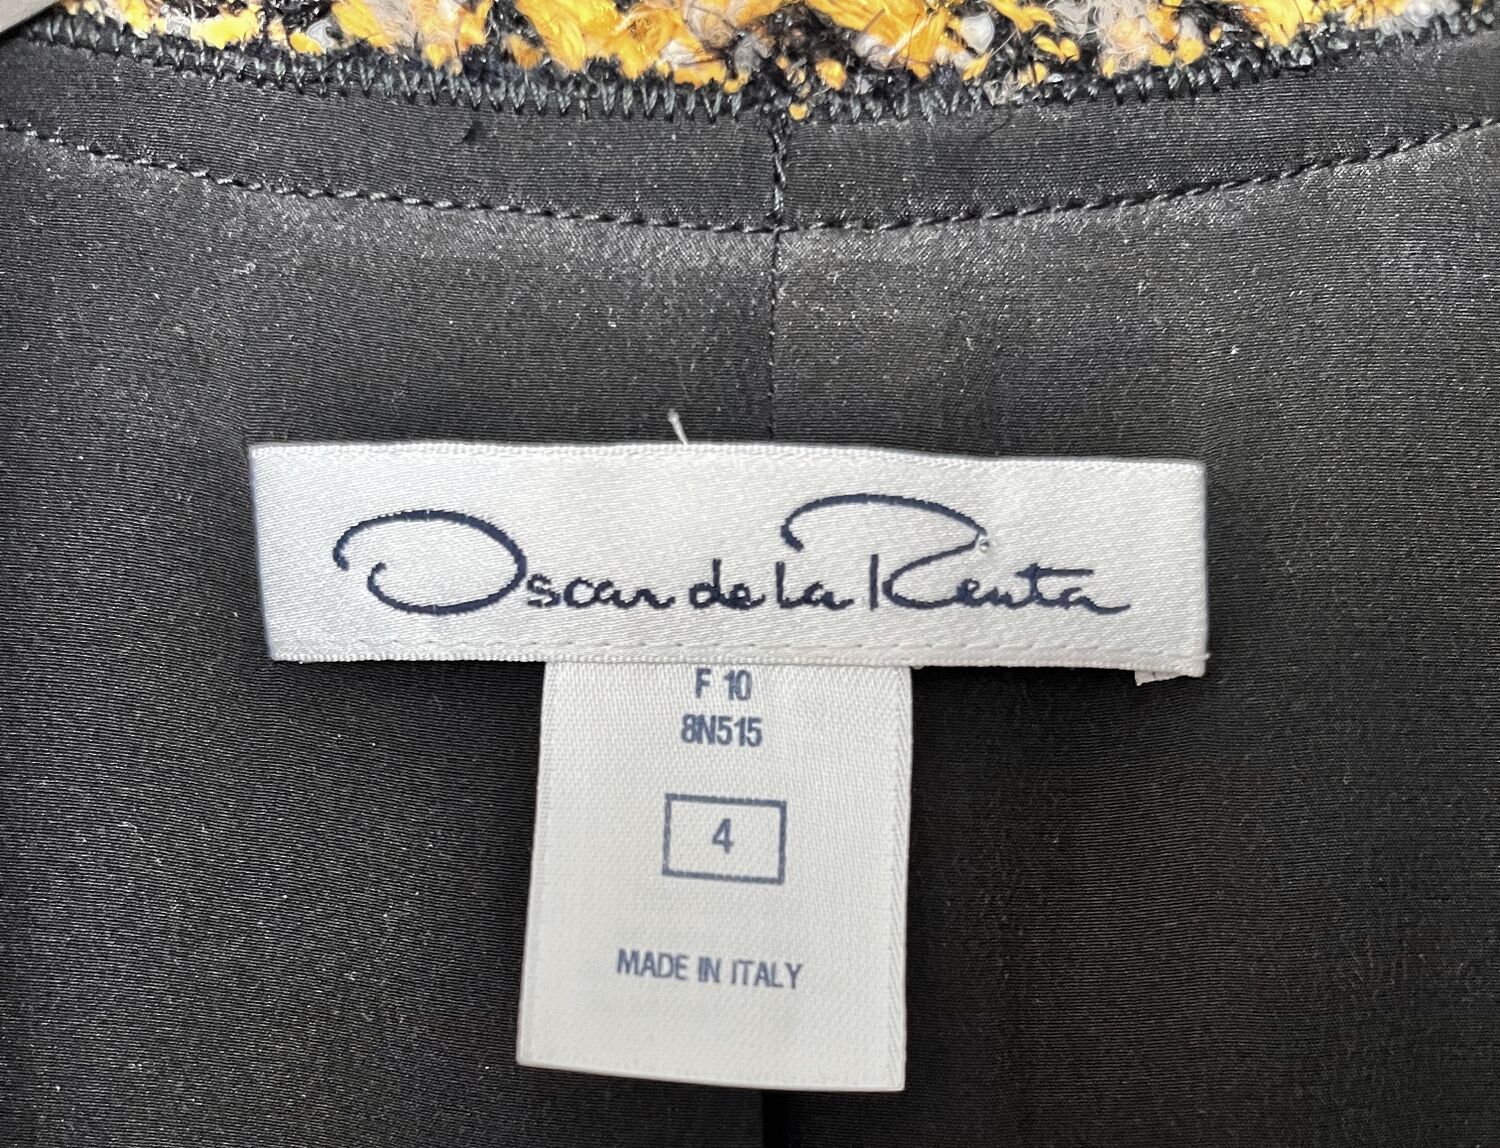 Oscar de la Renta
F 10
8N515
4
MADE IN ITALY